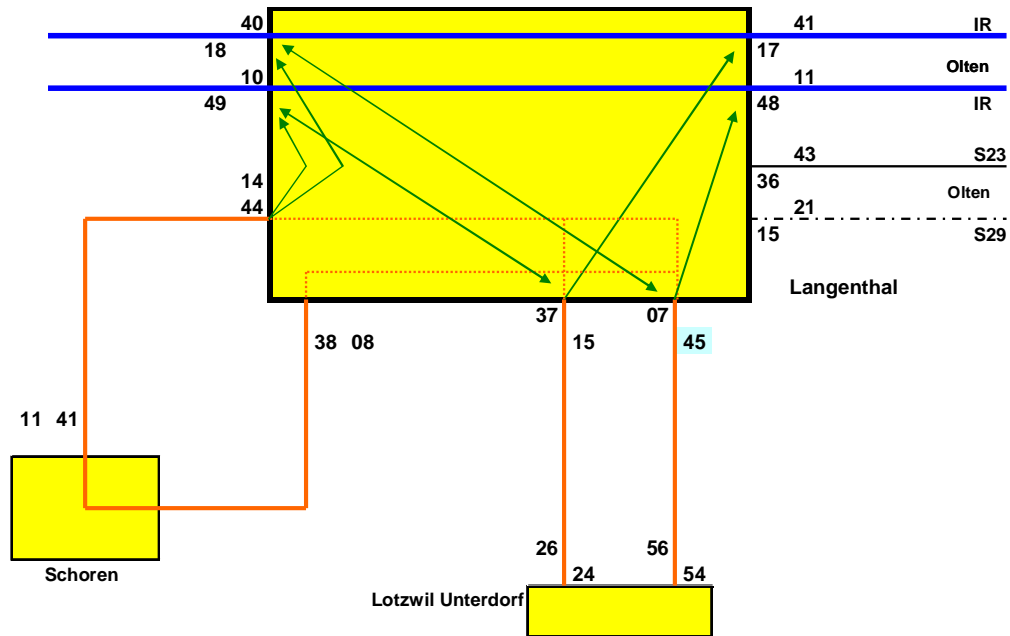 40 41 IR
18 17 Olten
10 11
49 48 IR
43 S23
14 36 Olten
44 21
15 S29
Langenthal
37 07
38 08 15 45
11 41
26 56
Schoren 24 54
Lotzwil Unterdorf